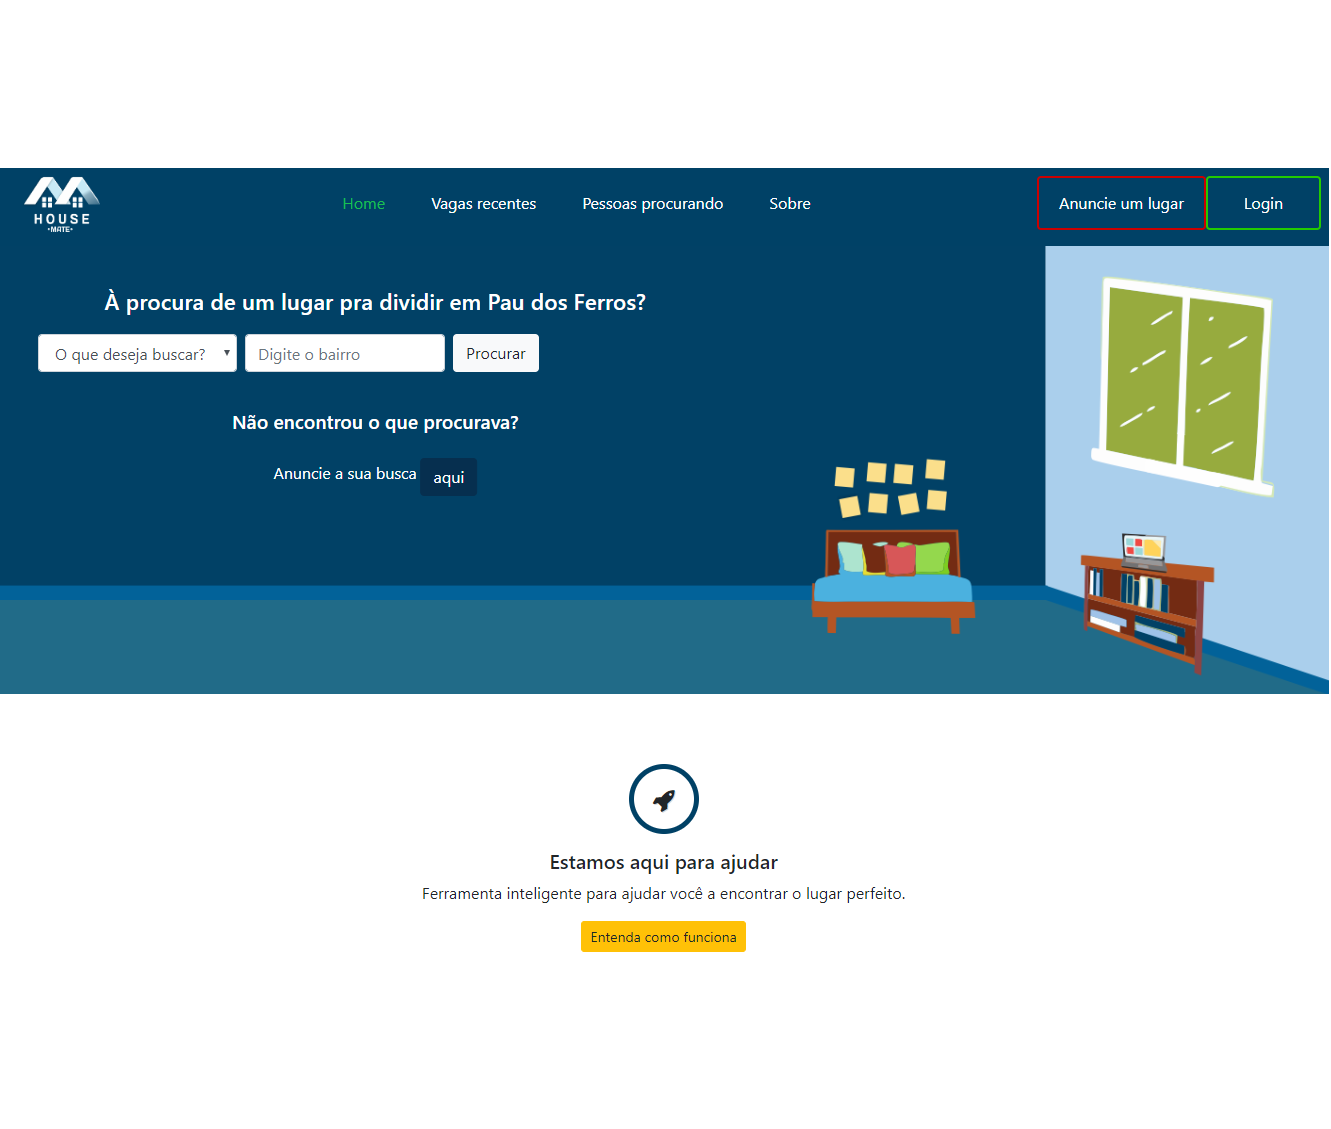 HOUSE
•MATE•
Home Vagas recentes Pessoas procurando Sobre Anuncie um lugar Login
À procura de um lugar pra dividir em Pau dos Ferros?
O que deseja buscar? Digite o bairro Procurar
Não encontrou o que procurava?
Anuncie a sua busca aqui
Estamos aqui para ajudar
Ferramenta inteligente para ajudar você a encontrar o lugar perfeito.
Entenda como funciona